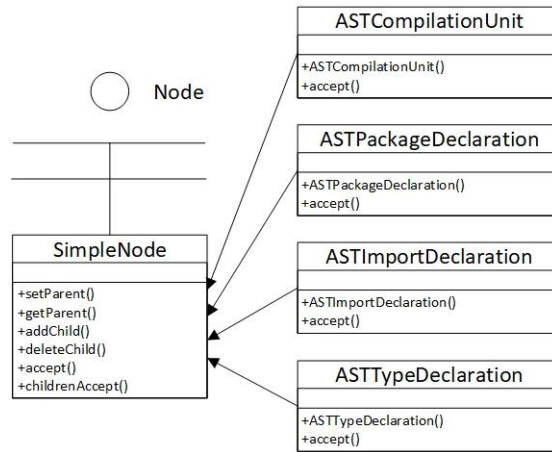 Node
SimpleNode
+setParent()
+getParent()
+addChild()
+deleteChild()
+accept()
+childrenAccept()
ASTCompilationUnit
+ASTCompilationUnit()
+accept()
ASTPackageDeclaration
+ASTPackageDeclaration()
+accept()
ASTImportDeclaration
+ASTImportDeclaration()
+accept()
ASTTypeDeclaration
+ASTTypeDeclaration()
+accept()